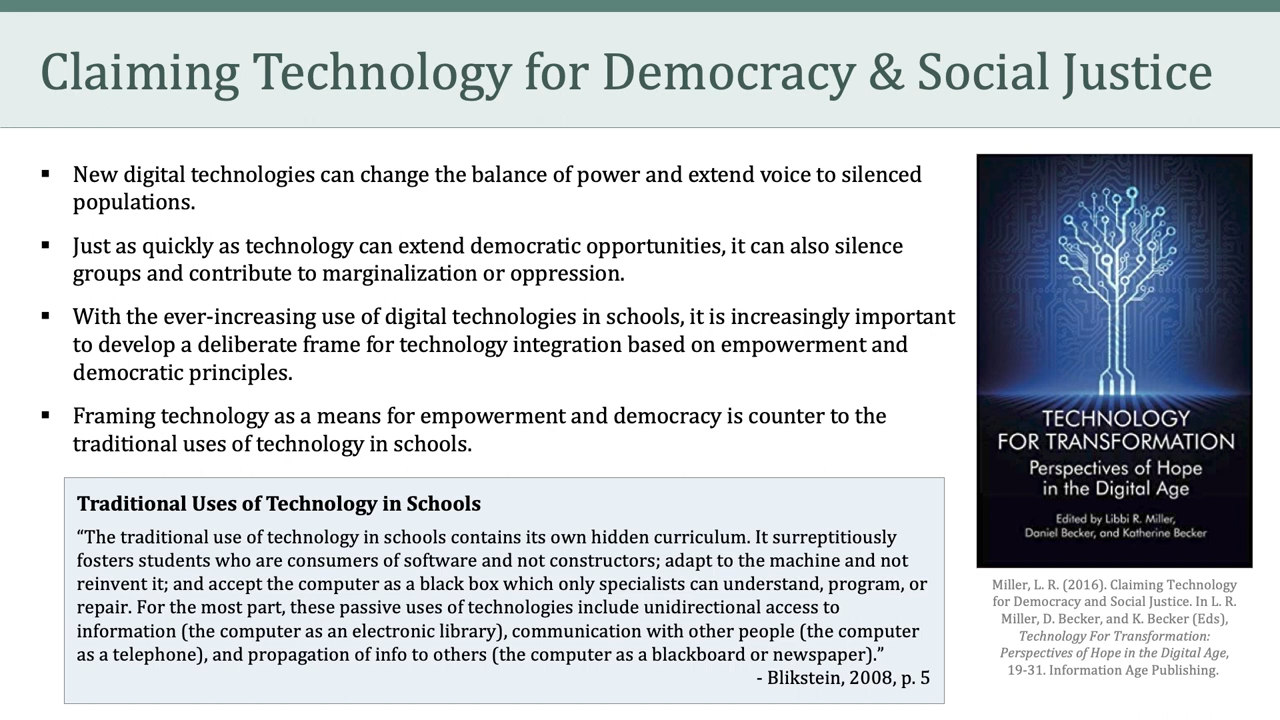 Claiming Technology for Democracy & Social Justice
▪ New digital technologies can change the balance of power and extend voice to silenced
populations.
▪ Just as quickly as technology can extend democratic opportunities, it can also silence
groups and contribute to marginalization or oppression.
▪ With the ever-increasing use of digital technologies in schools, it is increasingly important
to develop a deliberate frame for technology integration based on empowerment and
democratic principles.
▪ Framing technology as a means for empowerment and democracy is counter to the
traditional uses of technology in schools.
Traditional Uses of Technology in Schools
“The traditional use of technology in schools contains its own hidden curriculum. It surreptitiously
fosters students who are consumers of software and not constructors; adapt to the machine and not
reinvent it; and accept the computer as a black box which only specialists can understand, program, or
repair. For the most part, these passive uses of technologies include unidirectional access to
information (the computer as an electronic library), communication with other people (the computer
as a telephone), and propagation of info to others (the computer as a blackboard or newspaper).”
- Blikstein, 2008, p. 5
TECHNOLOGY
FOR TRANSFORMATION
Perspectives of Hope
in the Digital Age
Edited by Libbi R. Miller,
Daniel Becker, and Katherine Becker
Miller, L. R. (2016). Claiming Technology
for Democracy and Social Justice. In L. R.
Miller, D. Becker, and K. Becker (Eds),
Technology For Transformation:
Perspectives of Hope in the Digital Age,
19-31. Information Age Publishing.